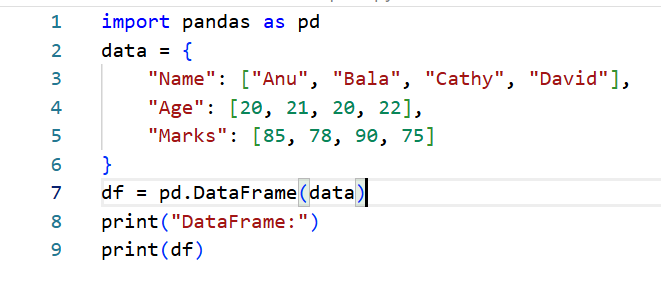 1 import pandas as pd
2 data = {
3     "Name": ["Anu", "Bala", "Cathy", "David"],
4     "Age": [20, 21, 20, 22],
5     "Marks": [85, 78, 90, 75]
6 }
7 df = pd.DataFrame(data)
8 print("DataFrame:")
9 print(df)